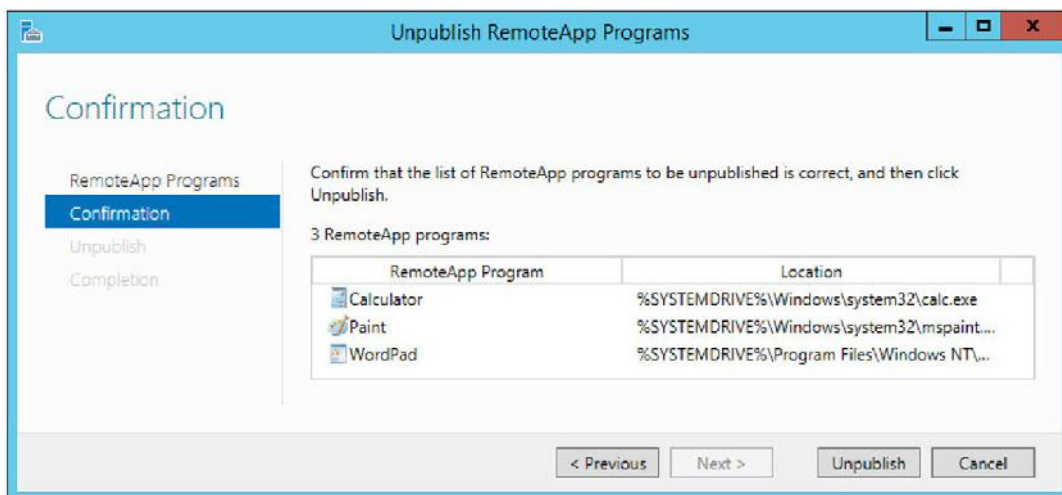 Unpublish RemoteApp Programs
Confirmation
RemoteApp Programs
Confirmation
Unpublish
Completion
Confirm that the list of RemoteApp programs to be unpublished is correct, and then click
Unpublish.
3 RemoteApp programs:
RemoteApp Program Location
Calculator %SYSTEMDRIVE%\Windows\system32\calc.exe
Paint %SYSTEMDRIVE%\Windows\system32\mspaint....
WordPad %SYSTEMDRIVE%\Program Files\Windows NT\...
< Previous Next > Unpublish Cancel